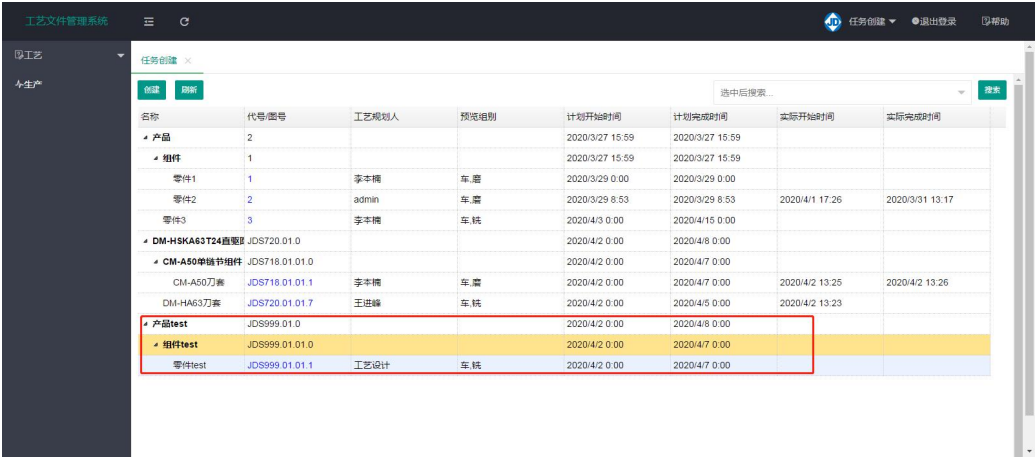 工艺文件管理系统 JD 任务创建 退出登录 帮助
工艺
生产
任务创建 ×
创建 刷新 选中后搜索... 搜索
名称 代号/图号 工艺规划人 预览组别 计划开始时间 计划完成时间 实际开始时间 实际完成时间
产品 2 2020/3/27 15:59 2020/3/27 15:59
组件 1 2020/3/27 15:59 2020/3/27 15:59
零件1 1 李本楠 车,磨 2020/3/29 0:00 2020/3/29 0:00
零件2 2 admin 车,磨 2020/3/29 8:53 2020/3/29 8:53 2020/4/1 17:26 2020/3/31 13:17
零件3 3 李本楠 车,铣 2020/4/3 0:00 2020/4/15 0:00
DM-HSKA63T24直驱 JDS720.01.0 2020/4/2 0:00 2020/4/8 0:00
CM-A50单链节组件 JDS718.01.01.0 2020/4/2 0:00 2020/4/7 0:00
CM-A50刀套 JDS718.01.01.1 李本楠 车,磨 2020/4/2 0:00 2020/4/7 0:00 2020/4/2 13:25 2020/4/2 13:26
DM-HA63刀套 JDS720.01.01.7 王进峰 车,铣 2020/4/2 0:00 2020/4/5 0:00 2020/4/2 13:23
产品test JDS999.01.0 2020/4/2 0:00 2020/4/8 0:00
组件test JDS999.01.01.0 2020/4/2 0:00 2020/4/7 0:00
零件test JDS999.01.01.1 工艺设计 车,铣 2020/4/2 0:00 2020/4/7 0:00